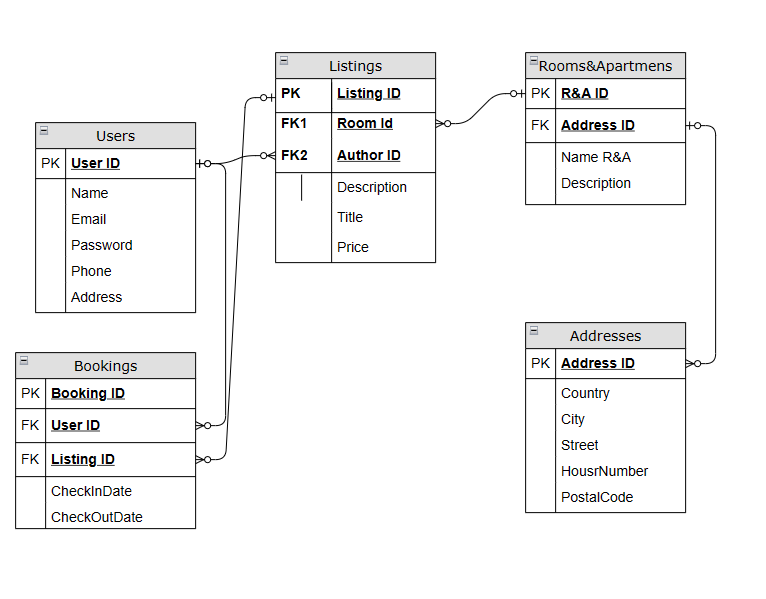 Listings
PK Listing ID
FK1 Room Id
FK2 Author ID
Description
Title
Price
Rooms&Apartmens
PK R&A ID
FK Address ID
Name R&A
Description
Users
PK User ID
Name
Email
Password
Phone
Address
Bookings
PK Booking ID
FK User ID
FK Listing ID
CheckInDate
CheckOutDate
Addresses
PK Address ID
Country
City
Street
HousrNumber
PostalCode